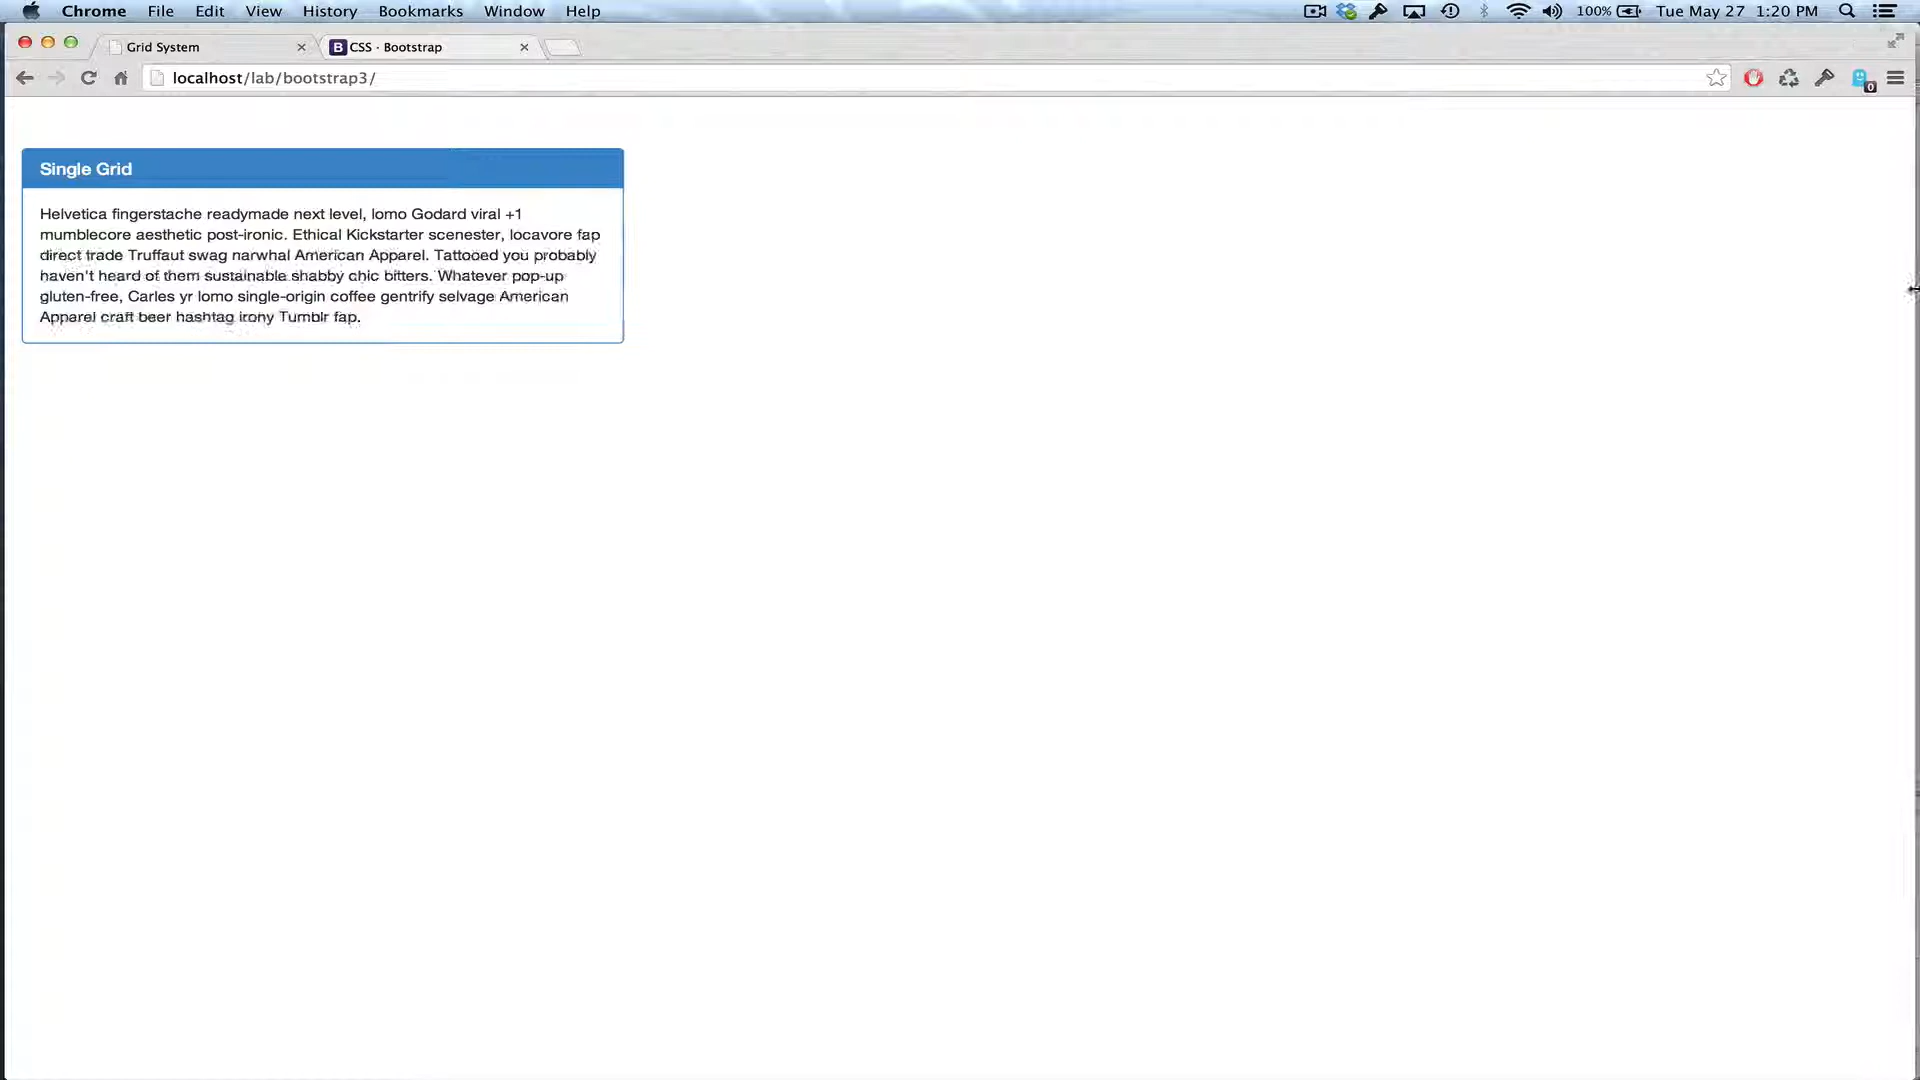 Chrome File Edit View History Bookmarks Window Help 100% Tue May 27 1:20 PM
Grid System CSS · Bootstrap
localhost/lab/bootstrap3/
0
Single Grid
Helvetica fingerstache readymade next level, lomo Godard viral +1
mumblecore aesthetic post-ironic. Ethical Kickstarter scenester, locavore fap
direct trade Truffaut swag narwhal American Apparel. Tattooed you probably
haven't heard of them sustainable shabby chic bitters. Whatever pop-up
gluten-free, Carles yr lomo single-origin coffee gentrify selvage American
Apparel craft beer hashtag irony Tumblr fap.